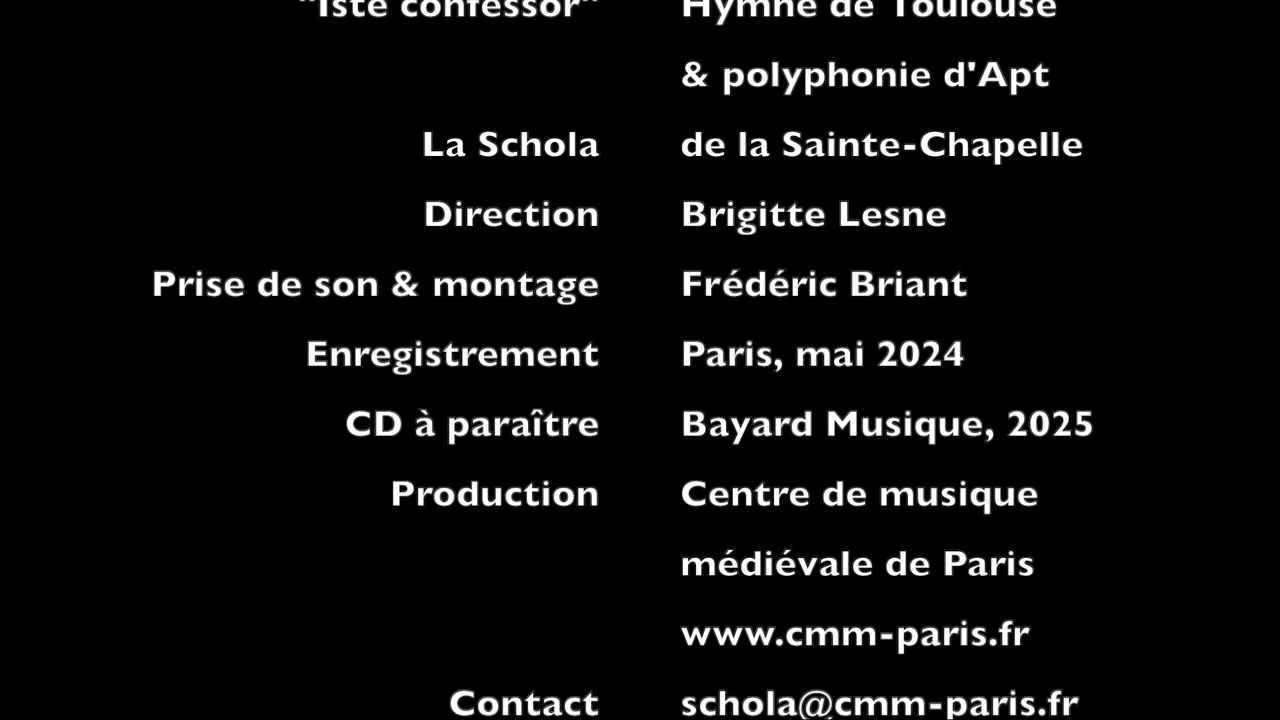 "Iste confessor" Hymne de Toulouse
& polyphonie d'Apt
La Schola de la Sainte-Chapelle
Direction Brigitte Lesne
Prise de son & montage Frédéric Briant
Enregistrement Paris, mai 2024
CD à paraître Bayard Musique, 2025
Production Centre de musique
médiévale de Paris
www.cmm-paris.fr
Contact schola@cmm-paris.fr